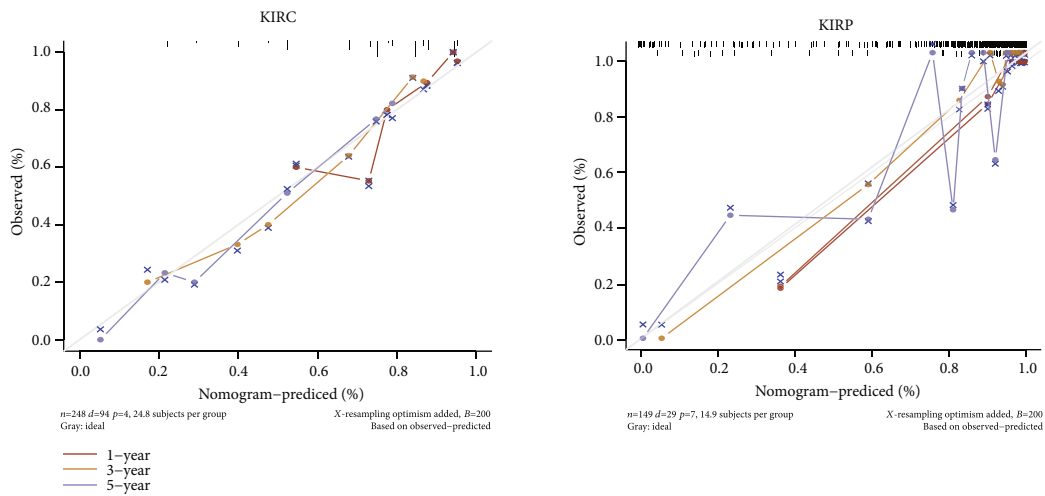 KIRC
1.0
0.8
0.6
0.4
0.2
0.0
Observed (%)
0.0 0.2 0.4 0.6 0.8 1.0
Nomogram−prediced (%)
n=248 d=94 p=4, 24.8 subjects per group
Gray: ideal
X-resampling optimism added, B=200
Based on observed−predicted
KIRP
1.0
0.8
0.6
0.4
0.2
0.0
Observed (%)
0.0 0.2 0.4 0.6 0.8 1.0
Nomogram−prediced (%)
n=149 d=29 p=7, 14.9 subjects per group
Gray: ideal
X-resampling optimism added, B=200
Based on observed−predicted
1−year
3−year
5−year